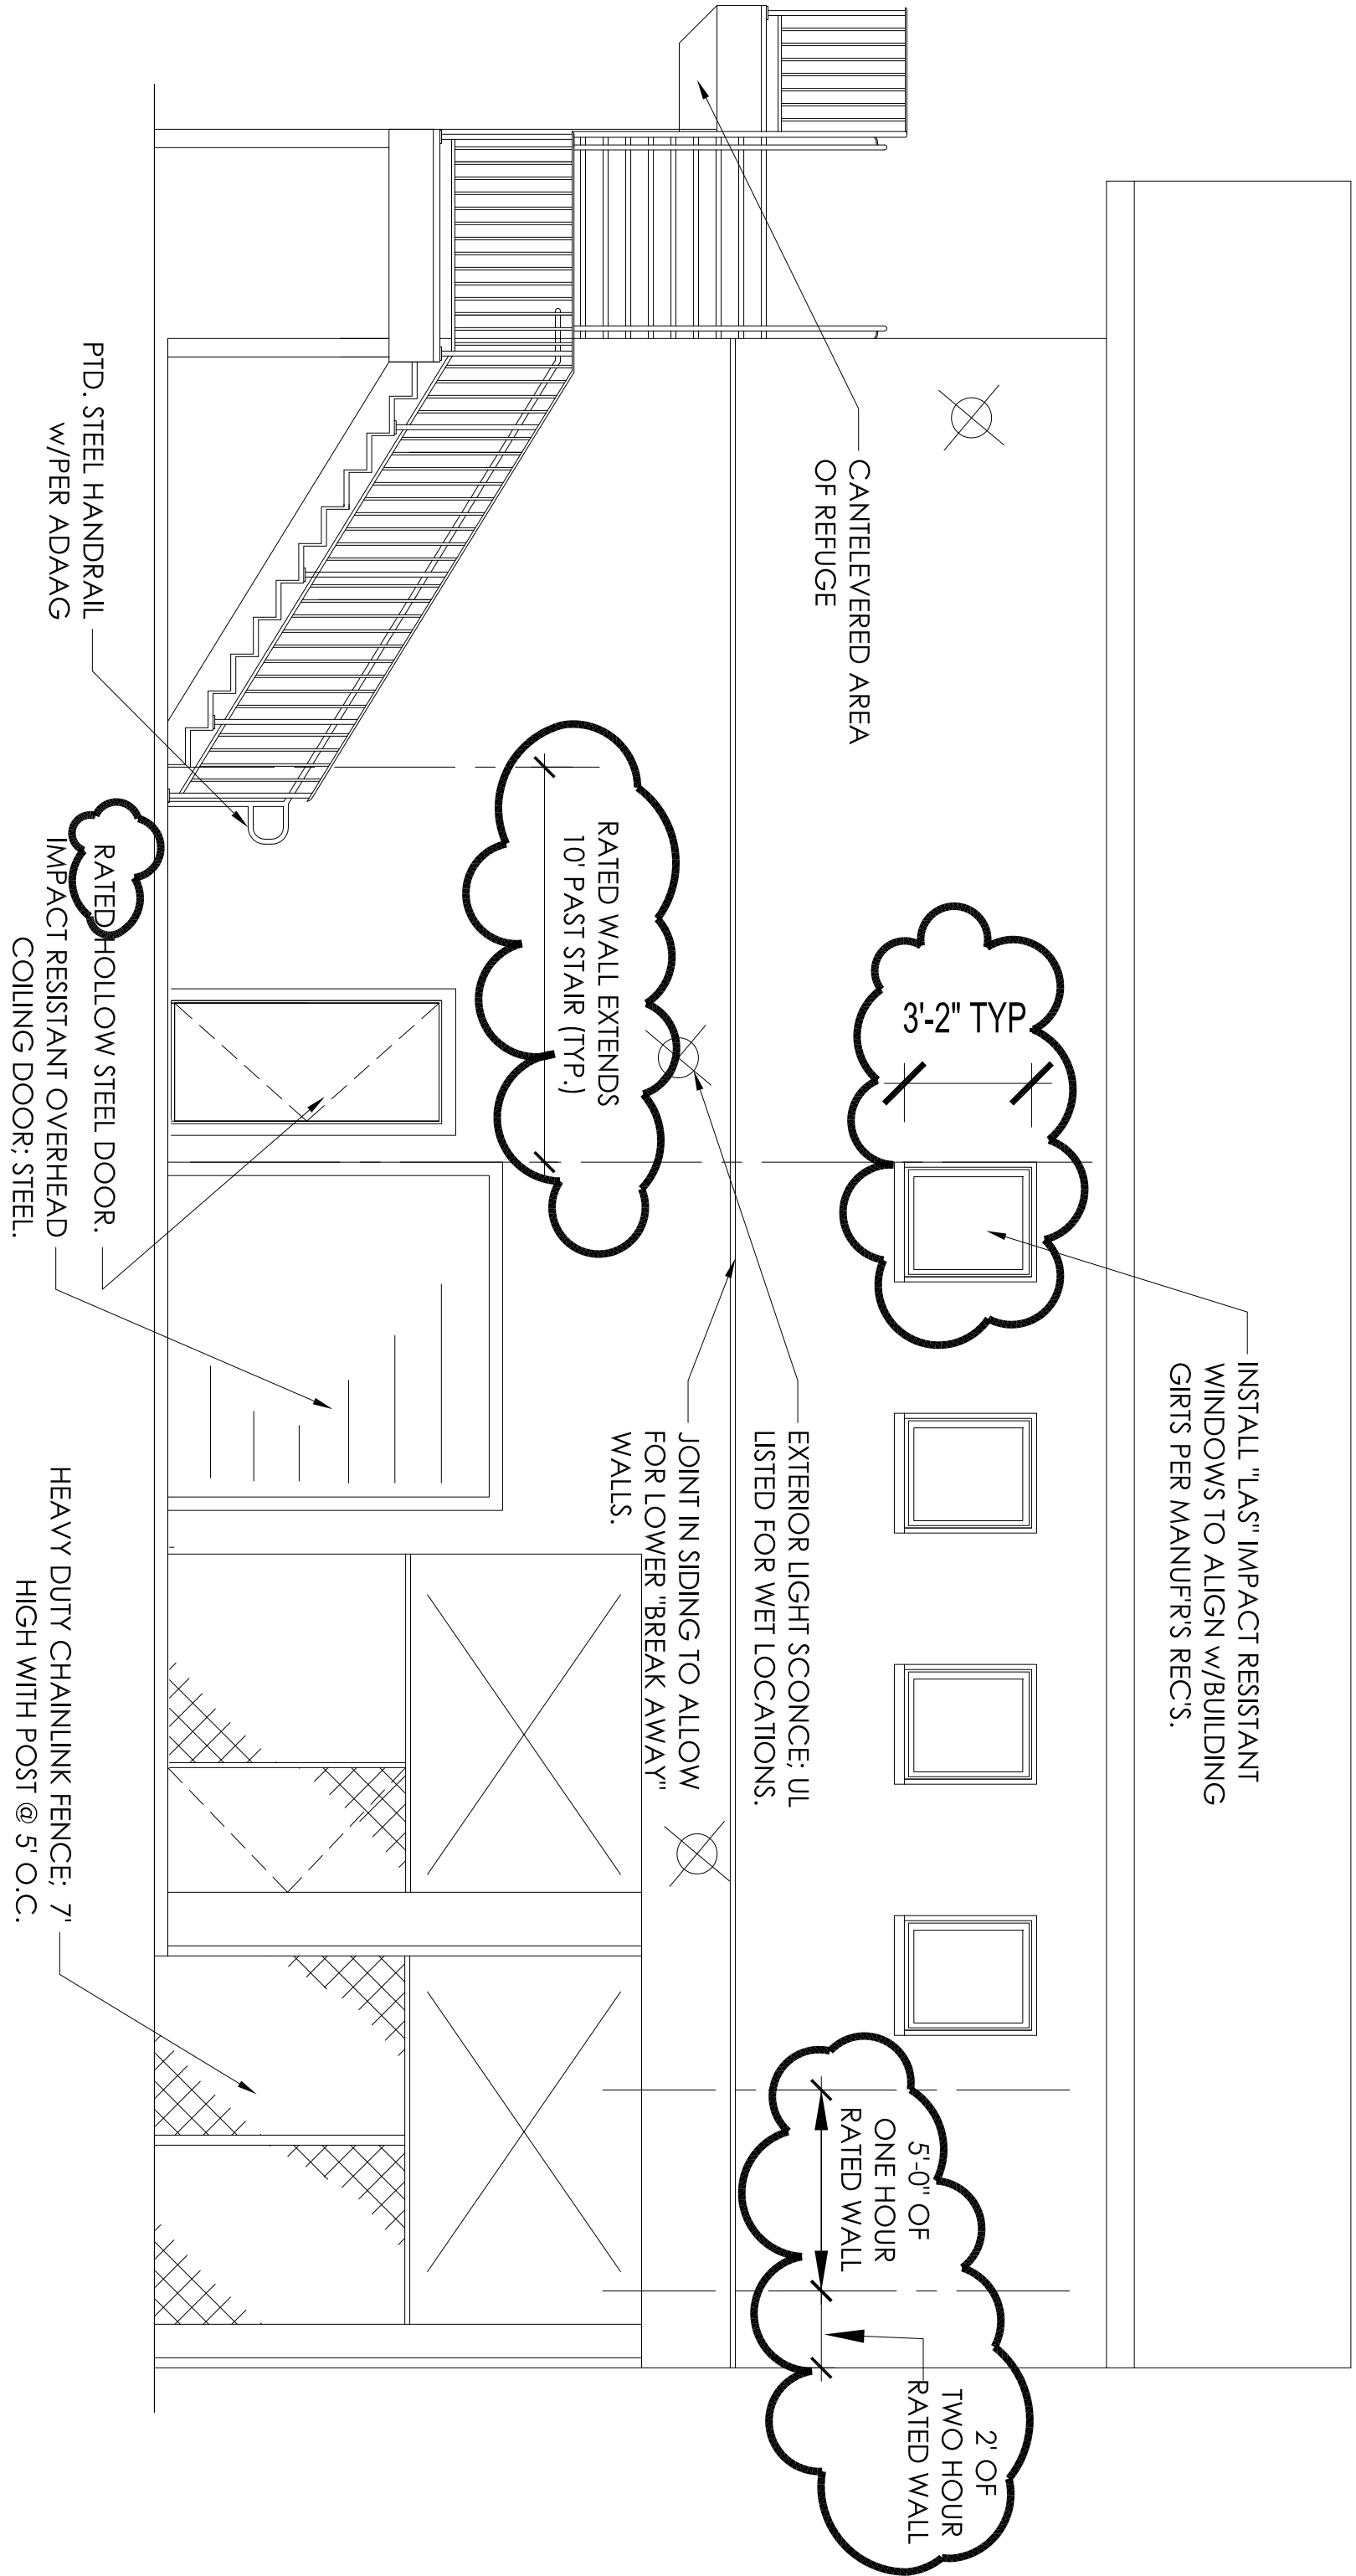 INSTALL "LAS" IMPACT RESISTANT
WINDOWS TO ALIGN w/BUILDING
GIRTS PER MANUF'R'S REC'S.
CANTELEVERED AREA
OF REFUGE
3'-2" TYP
2' OF
TWO HOUR
RATED WALL
5'-0" OF
ONE HOUR
RATED WALL
EXTERIOR LIGHT SCONCE; UL
LISTED FOR WET LOCATIONS.
JOINT IN SIDING TO ALLOW
FOR LOWER "BREAK AWAY"
WALLS.
RATED WALL EXTENDS
10' PAST STAIR (TYP.)
PTD. STEEL HANDRAIL
w/PER ADAAG
RATED HOLLOW STEEL DOOR.
IMPACT RESISTANT OVERHEAD
COILING DOOR; STEEL.
HEAVY DUTY CHAINLINK FENCE; 7'
HIGH WITH POST @ 5' O.C.